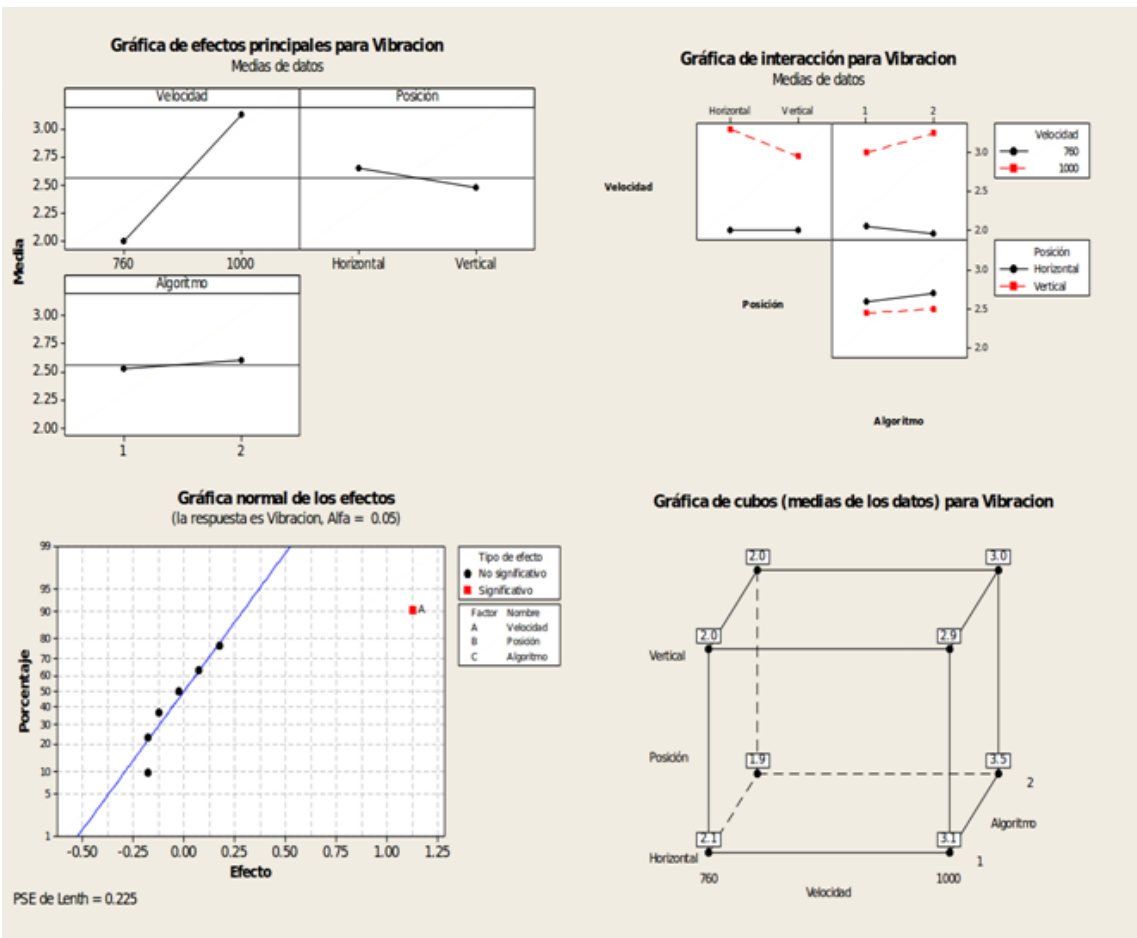 Gráfica de efectos principales para Vibracion
Medias de datos
Velocidad
Posición
3.00
2.75
2.50
2.25
2.00
760
1000
Horizontal
Vertical
Media
Algoritmo
3.00
2.75
2.50
2.25
2.00
1
2
Gráfica de interacción para Vibracion
Medias de datos
Horizontal
Vertical
1
2
Velocidad
3.0
2.5
2.0
Velocidad
760
1000
Posición
3.0
2.5
2.0
Posición
Horizontal
Vertical
Algoritmo
Gráfica normal de los efectos
(la respuesta es Vibracion, Alfa = 0.05)
Porcentaje
99
95
90
80
70
60
50
40
30
20
10
5
1
A
-0.50
-0.25
0.00
0.25
0.50
0.75
1.00
1.25
Efecto
Tipo de efecto
No significativo
Significativo
Factor Nombre
A Velocidad
B Posición
C Algoritmo
PSE de Lenth = 0.225
Gráfica de cubos (medias de los datos) para Vibracion
2.0
3.0
2.0
2.9
Vertical
Posición
1.9
3.5
2
Algoritmo
2.1
3.1
Horizontal
1
760
1000
Velocidad